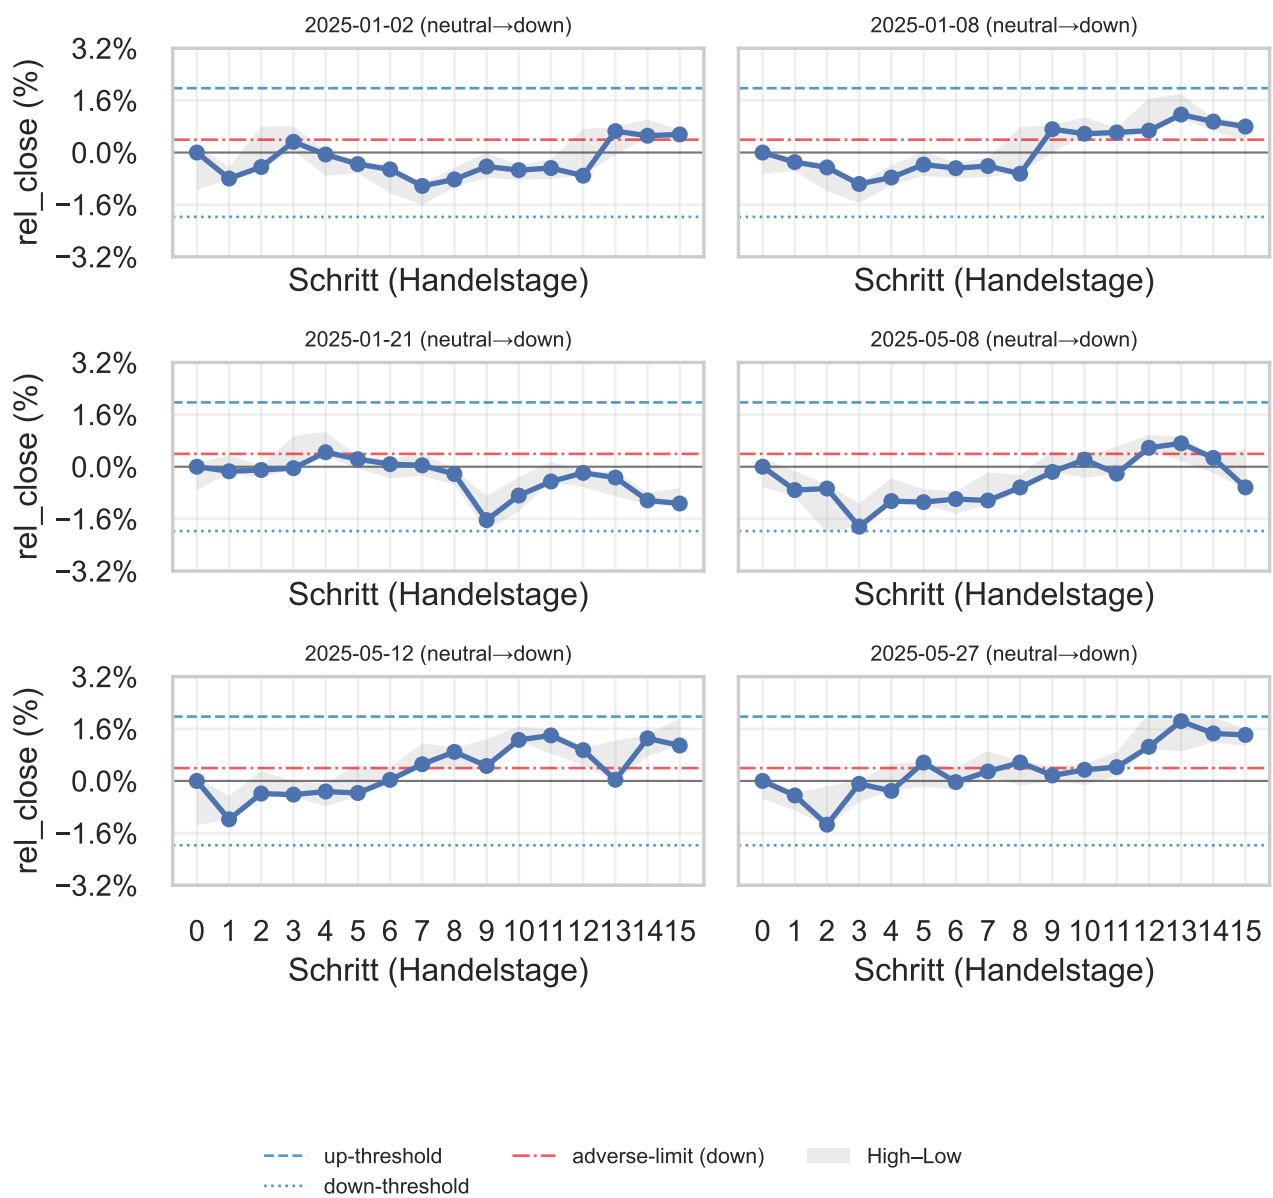 2025-01-02 (neutral→down)
2025-01-08 (neutral→down)
rel_close (%)
3.2%
1.6%
0.0%
−1.6%
−3.2%
Schritt (Handelstage)
Schritt (Handelstage)
2025-01-21 (neutral→down)
2025-05-08 (neutral→down)
rel_close (%)
3.2%
1.6%
0.0%
−1.6%
−3.2%
Schritt (Handelstage)
Schritt (Handelstage)
2025-05-12 (neutral→down)
2025-05-27 (neutral→down)
rel_close (%)
3.2%
1.6%
0.0%
−1.6%
−3.2%
0 1 2 3 4 5 6 7 8 9 10 11 12 13 14 15
0 1 2 3 4 5 6 7 8 9 10 11 12 13 14 15
Schritt (Handelstage)
Schritt (Handelstage)
up-threshold
adverse-limit (down)
High–Low
down-threshold